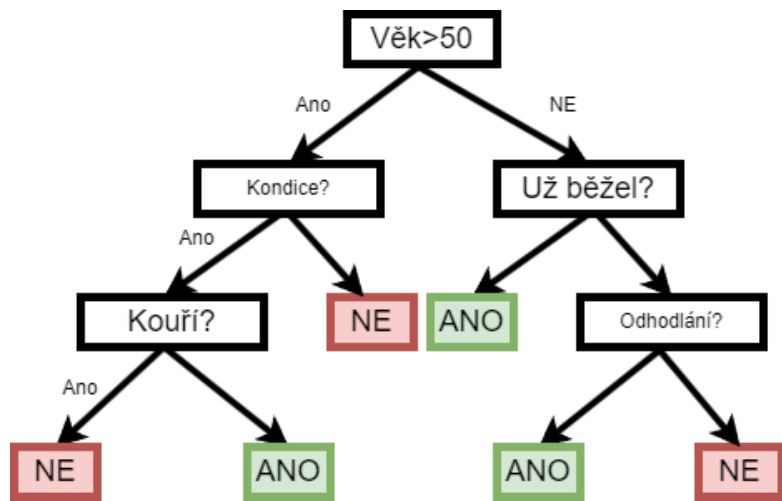 Věk>50
Ano
NE
Kondice?
Už běžel?
Ano
Kouří?
NE
ANO
Odhodlání?
Ano
NE
ANO
ANO
NE